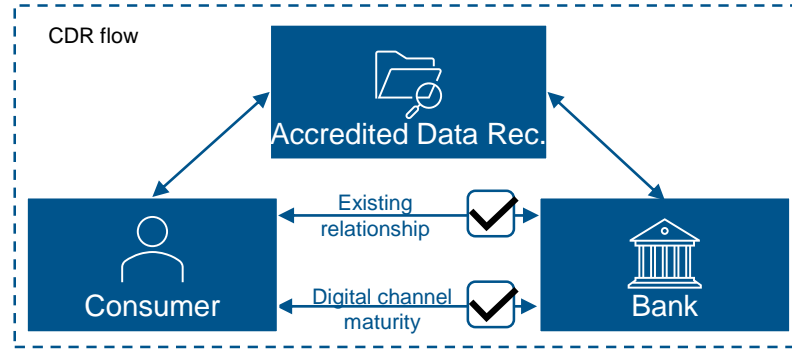 CDR flow
Accredited Data Rec.
Existing
relationship
Consumer
Bank
Digital channel
maturity